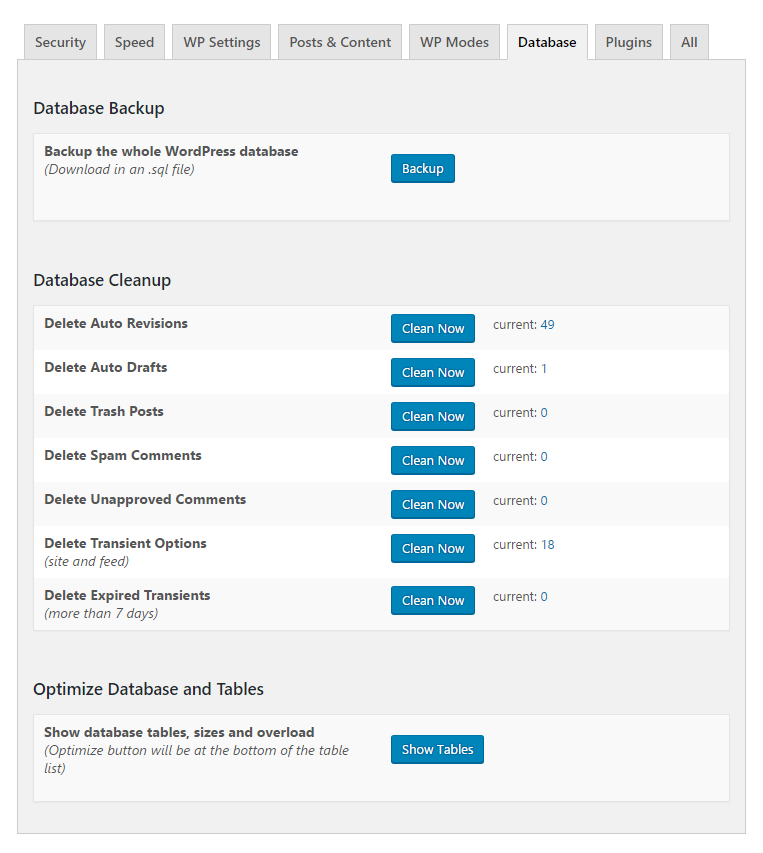 Security Speed WP Settings Posts & Content WP Modes Database Plugins All
Database Backup
Backup the whole WordPress database
(Download in an .sql file)
Backup
Database Cleanup
Delete Auto Revisions Clean Now current: 49
Delete Auto Drafts Clean Now current: 1
Delete Trash Posts Clean Now current: 0
Delete Spam Comments Clean Now current: 0
Delete Unapproved Comments Clean Now current: 0
Delete Transient Options Clean Now current: 18
(site and feed)
Delete Expired Transients Clean Now current: 0
(more than 7 days)
Optimize Database and Tables
Show database tables, sizes and overload
(Optimize button will be at the bottom of the table
list)
Show Tables